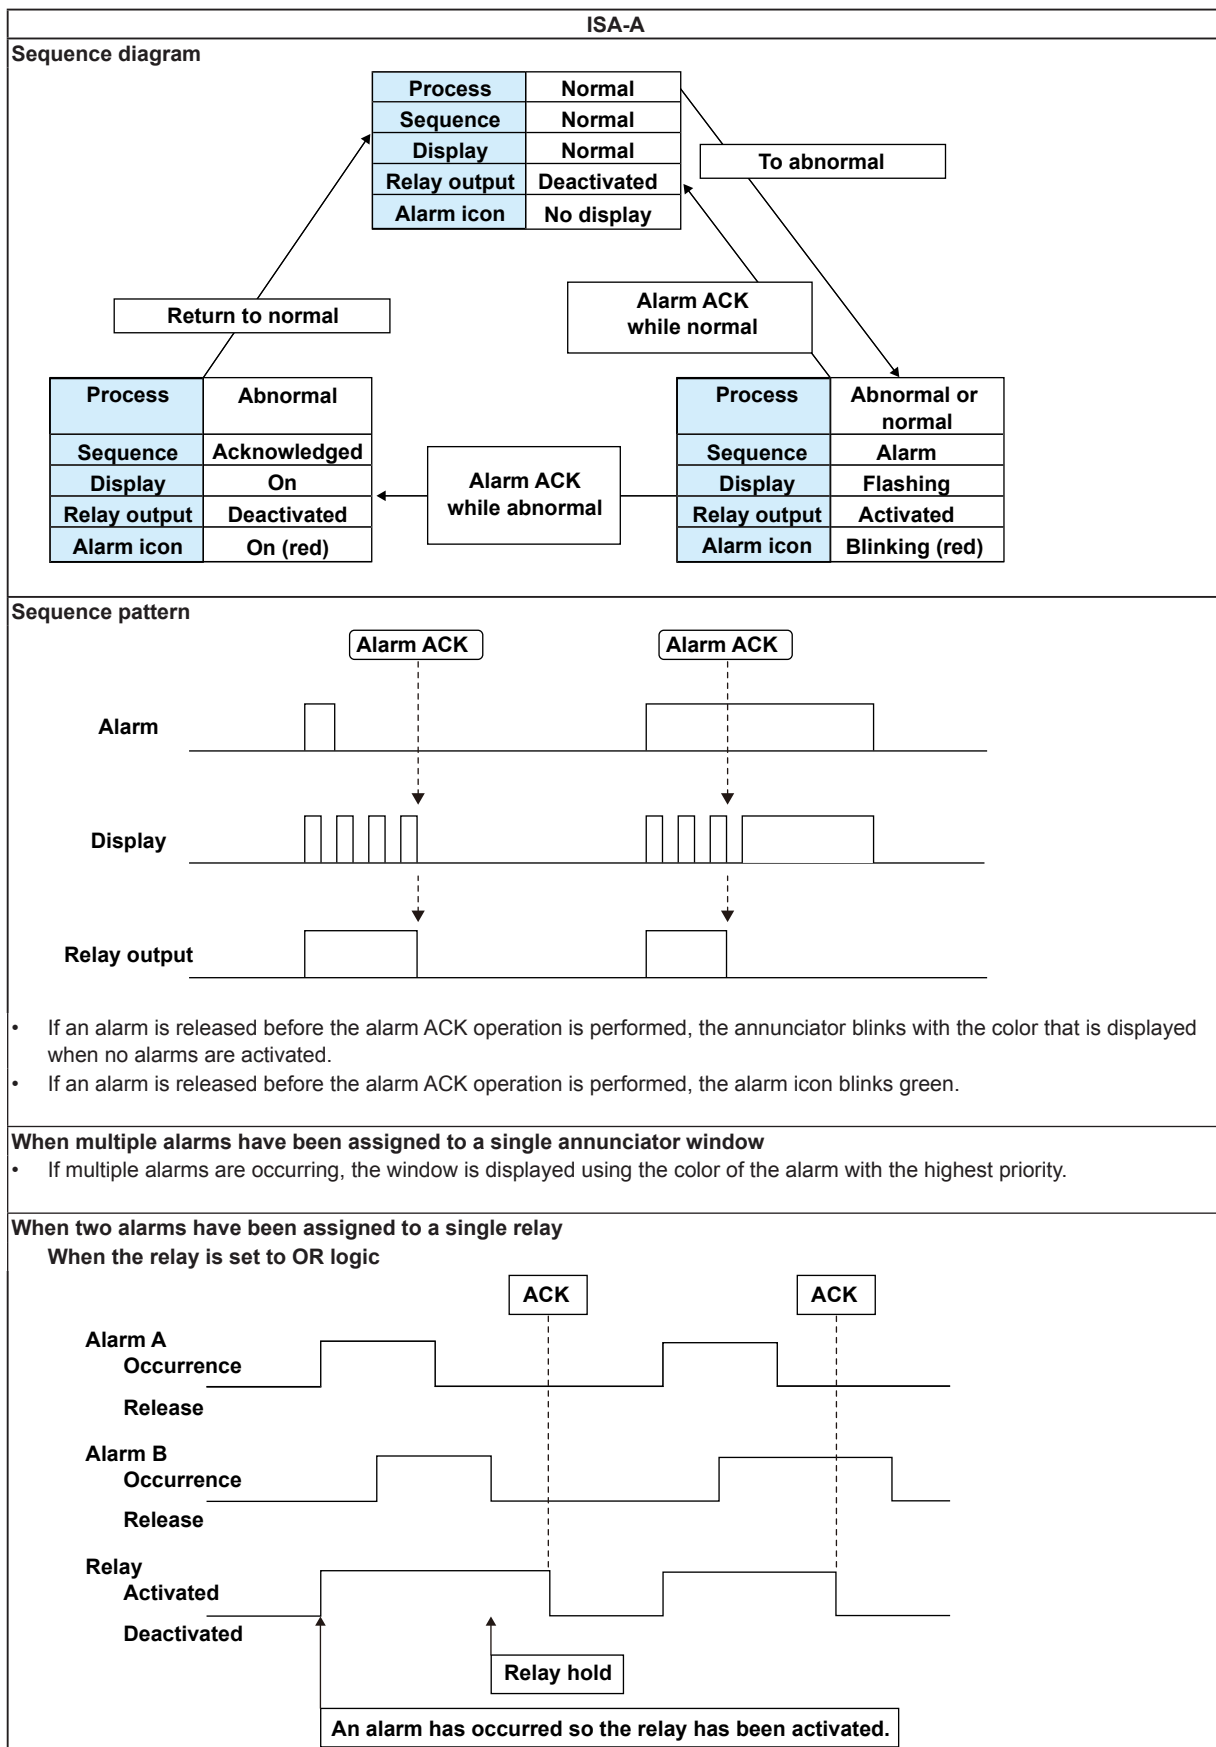 ISA-A
Sequence diagram
Process Normal
Sequence Normal
Display Normal
Relay output Deactivated
Alarm icon No display
To abnormal
Return to normal
Alarm ACK
while normal
Process Abnormal
Sequence Acknowledged
Display On
Relay output Deactivated
Alarm icon On (red)
Alarm ACK
while abnormal
Process Abnormal or
normal
Sequence Alarm
Display Flashing
Relay output Activated
Alarm icon Blinking (red)
Sequence pattern
Alarm ACK Alarm ACK
Alarm
Display
Relay output
• If an alarm is released before the alarm ACK operation is performed, the annunciator blinks with the color that is displayed
when no alarms are activated.
• If an alarm is released before the alarm ACK operation is performed, the alarm icon blinks green.
When multiple alarms have been assigned to a single annunciator window
• If multiple alarms are occurring, the window is displayed using the color of the alarm with the highest priority.
When two alarms have been assigned to a single relay
When the relay is set to OR logic
ACK ACK
Alarm A
Occurrence
Release
Alarm B
Occurrence
Release
Relay
Activated
Deactivated
Relay hold
An alarm has occurred so the relay has been activated.